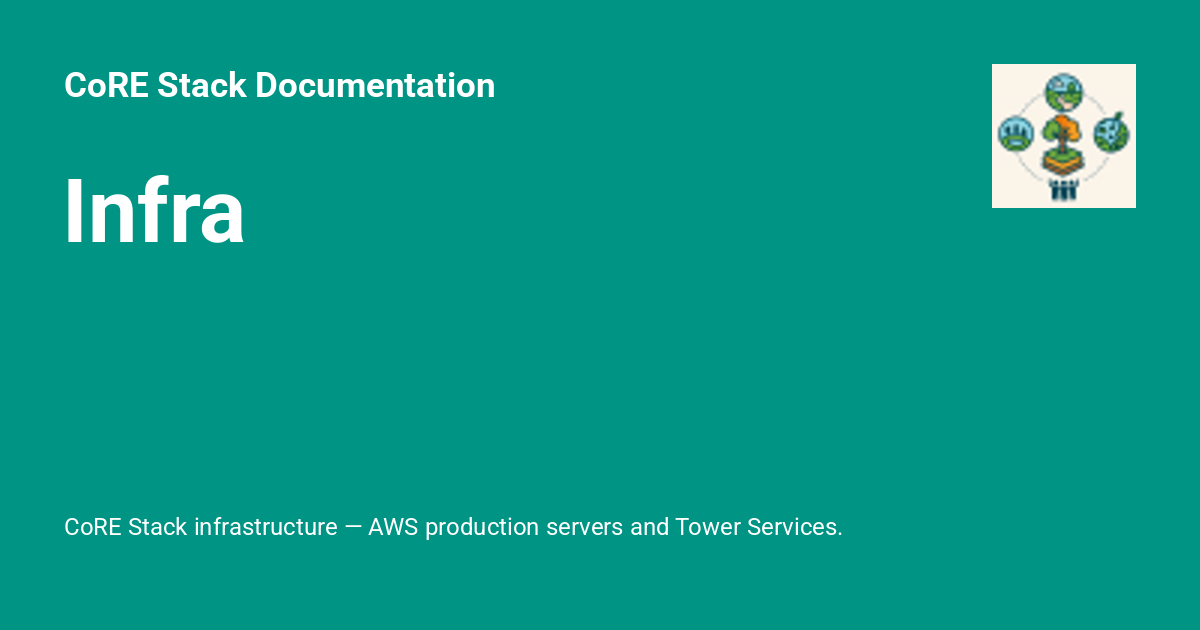 CoRE Stack Documentation
Infra
CoRE Stack infrastructure — AWS production servers and Tower Services.